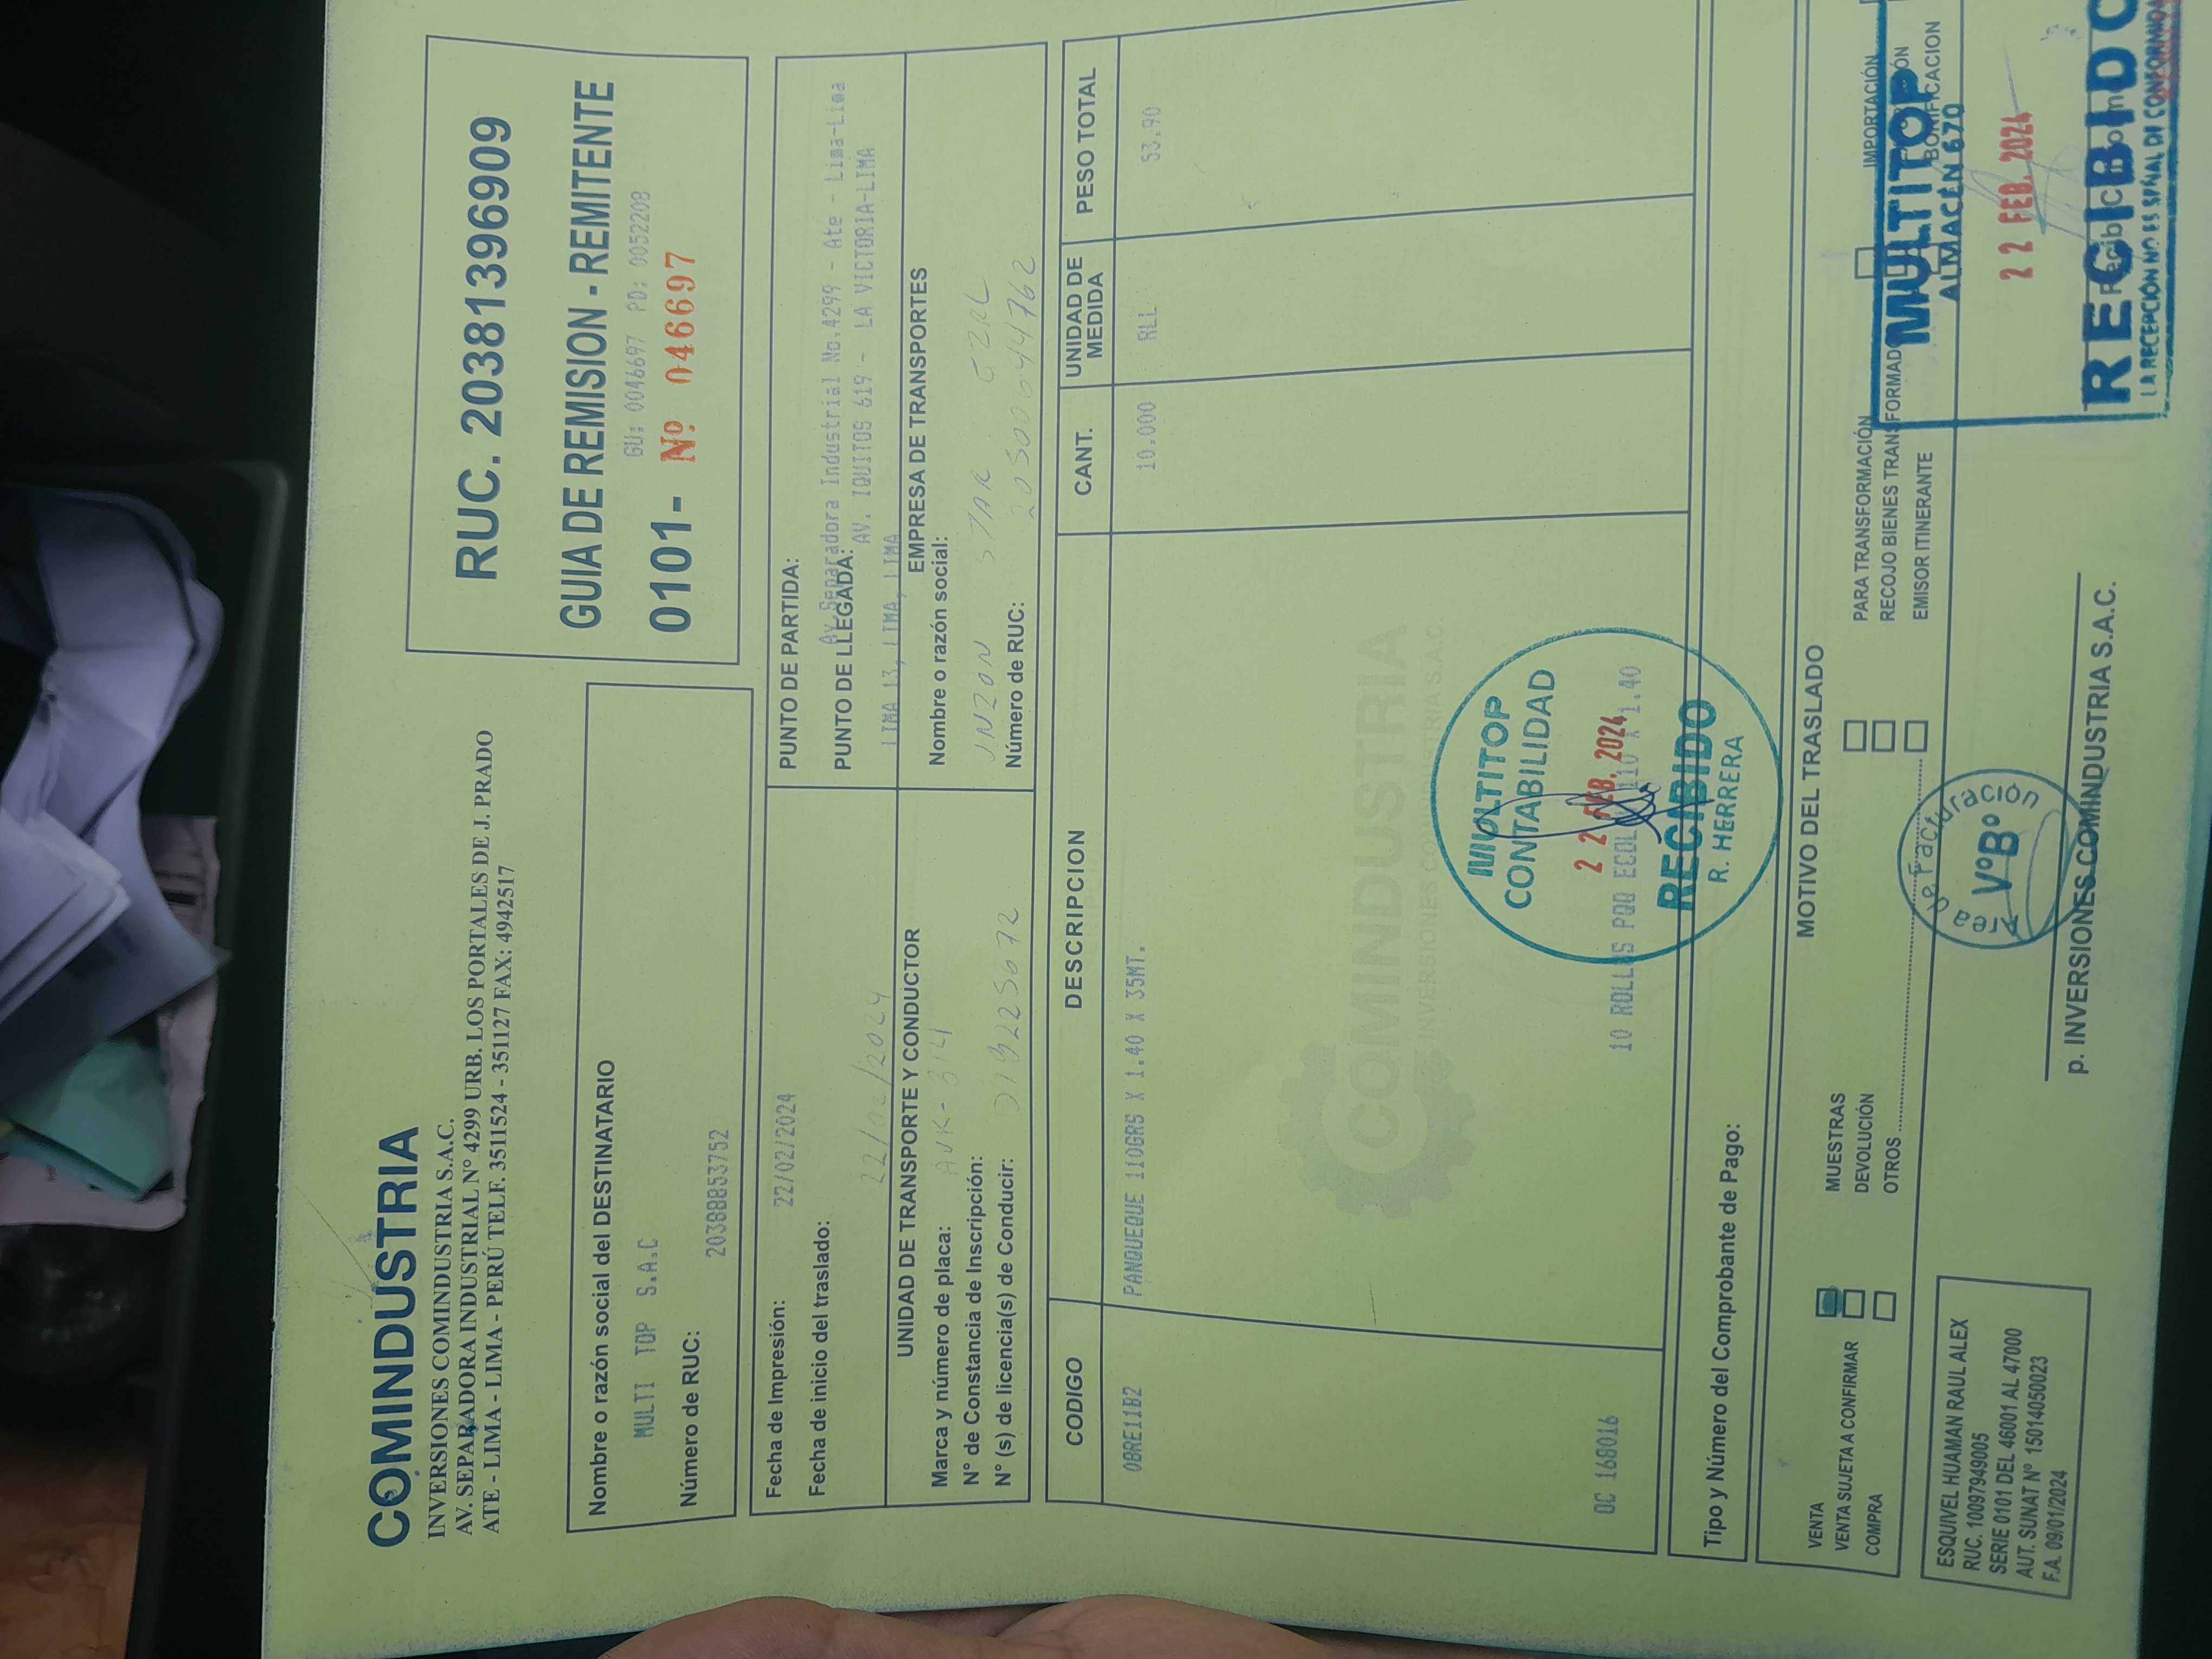 COMINDUSTRIA
INVERSIONES COMINDUSTRIA S.A.C.
AV. SEPARADORA INDUSTRIAL N° 4299 URB. LOS PORTALES DE J. PRADO
ATE - LIMA - PERÚ TELF. 3511524 - 351127 FAX: 4942517
RUC. 20381396909
GUIA DE REMISION - REMITENTE
GU: 0046697 PD: 0052208
0101- Nº 046697
Nombre o razón social del DESTINATARIO
MULTI TOP S.A.C
Número de RUC:
20388853752
Fecha de Impresión: 22/02/2024
Fecha de inicio del traslado:
22/02/2024
PUNTO DE PARTIDA:
Av Separadora Industrial No.4299 - Ate - Lima-Lima
PUNTO DE LLEGADA: AV. IQUITOS 619 - LA VICTORIA-LIMA
LIMA 13, LIMA, LIMA
UNIDAD DE TRANSPORTE Y CONDUCTOR
Marca y número de placa:
N° de Constancia de Inscripción:
N° (s) de licencia(s) de Conducir:
EMPRESA DE TRANSPORTES
Nombre o razón social:
STAR
Número de RUC:
CODIGO DESCRIPCION CANT. UNIDAD DE MEDIDA PESO TOTAL
OBRE11B2 PANQUEQUE 110GRS X 1.40 X 35MT. 10.000 RLL 53.90
COMINDUSTRIA
INVERSIONES COMINDUSTRIA S.A.C.
MULTITOP
CONTABILIDAD
22 FEB. 2024
RECIBIDO
R. HERRERA
OC 168016 10 ROLLOS PQQ 110 X 1.40
Tipo y Número del Comprobante de Pago:
MOTIVO DEL TRASLADO
VENTA
VENTA SUJETA A CONFIRMAR
COMPRA
MUESTRAS
DEVOLUCIÓN
OTROS
PARA TRANSFORMACIÓN
RECOJO BIENES TRANSFORMAD
EMISOR ITINERANTE
IMPORTACIÓN
BONIFICACION
MULTITOP
ALMACÉN 670
22 FEB. 2024
RECIBIDO
LA RECEPCIÓN NO ES SEÑAL DE CONFORMIDA
ESQUIVEL HUAMAN RAUL ALEX
RUC. 10097949005
SERIE 0101 DEL 46001 AL 47000
AUT. SUNAT Nº 15014050023
F.A. 09/01/2024
Area de Facturación
VºBº
p. INVERSIONES COMINDUSTRIA S.A.C.